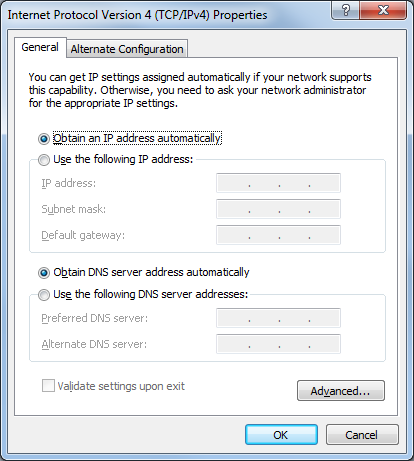 Internet Protocol Version 4 (TCP/IPv4) Properties
?
General
Alternate Configuration
You can get IP settings assigned automatically if your network supports
this capability. Otherwise, you need to ask your network administrator
for the appropriate IP settings.
Obtain an IP address automatically
Use the following IP address:
IP address:
. . .
Subnet mask:
. . .
Default gateway:
. . .
Obtain DNS server address automatically
Use the following DNS server addresses:
Preferred DNS server:
. . .
Alternate DNS server:
. . .
Validate settings upon exit
Advanced...
OK
Cancel